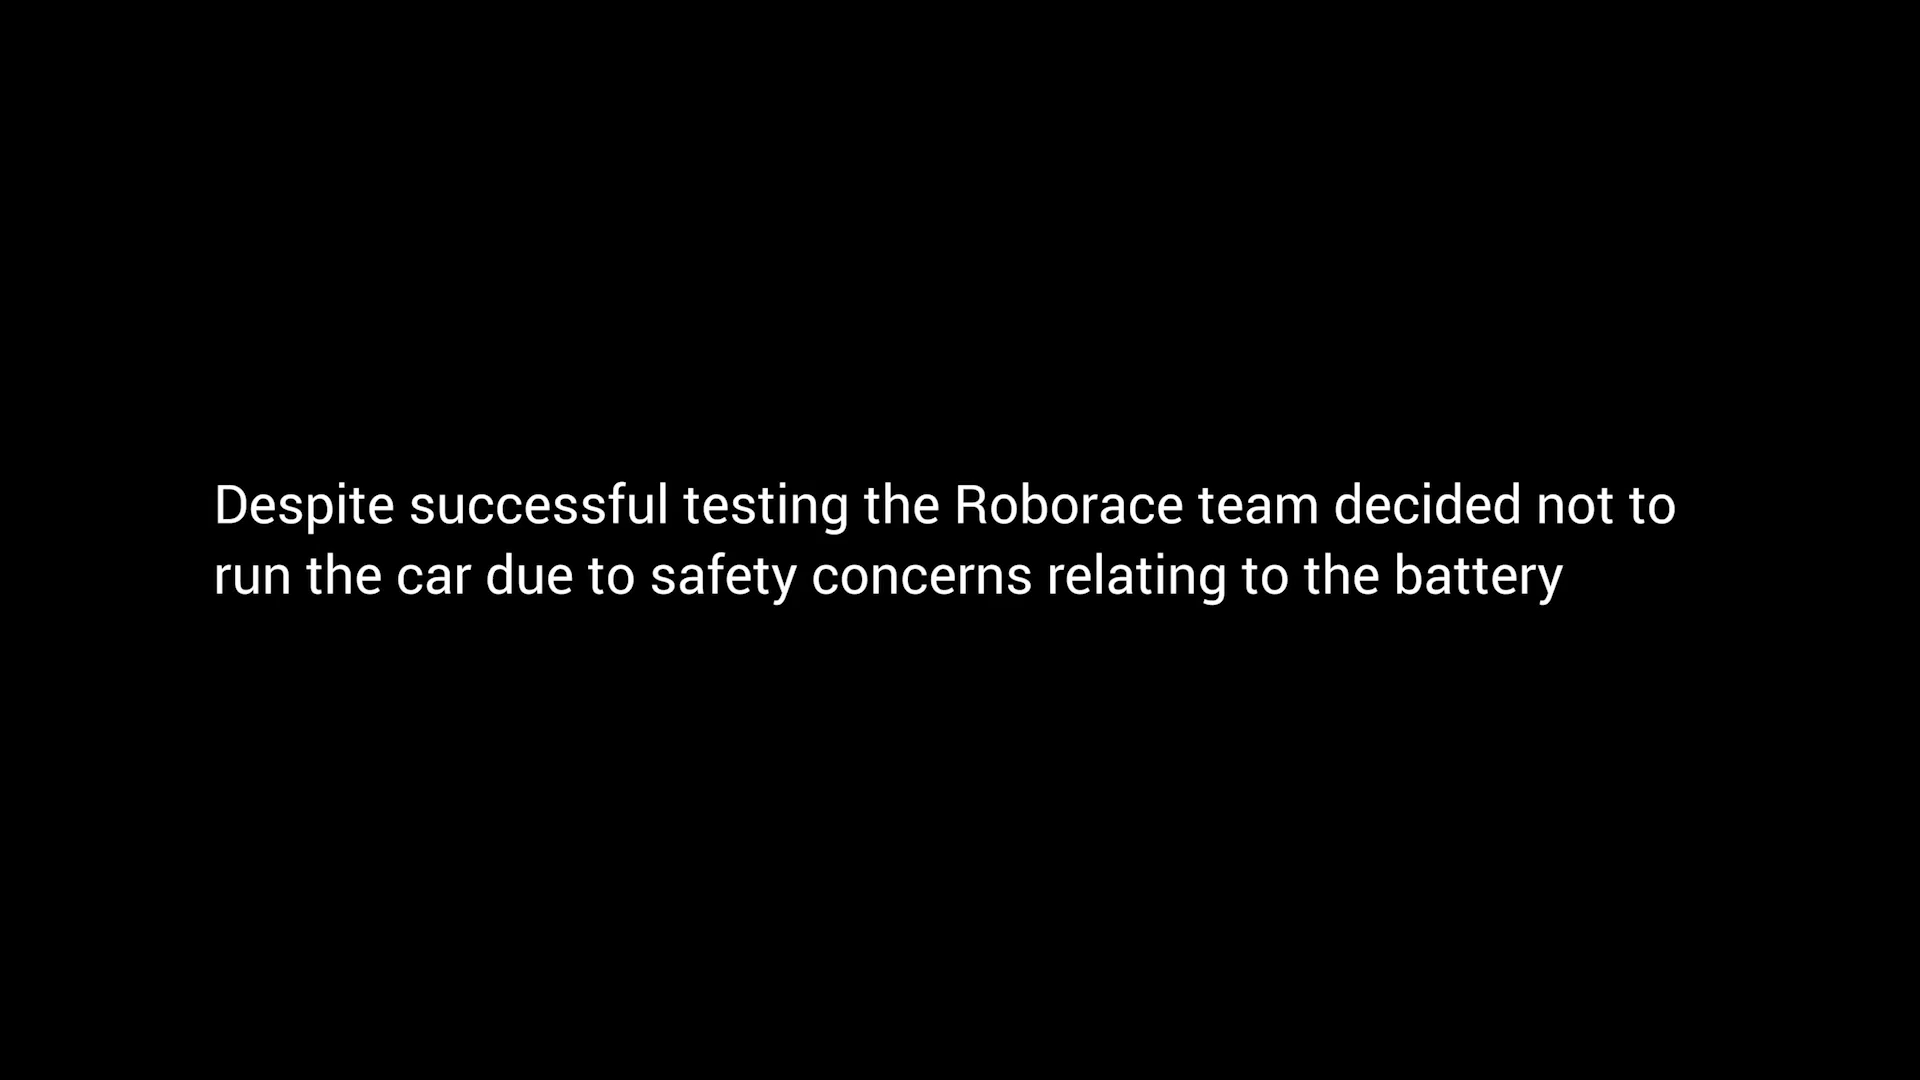 Despite successful testing the Roborace team decided not to
run the car due to safety concerns relating to the battery